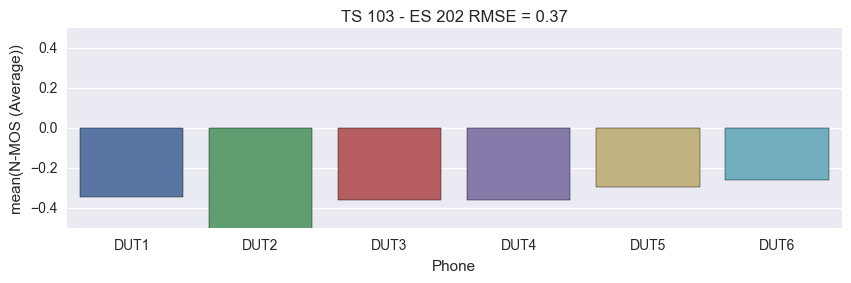 TS 103 - ES 202 RMSE = 0.37
mean(N-MOS (Average))
0.4
0.2
0.0
−0.2
−0.4
DUT1 DUT2 DUT3 DUT4 DUT5 DUT6
Phone